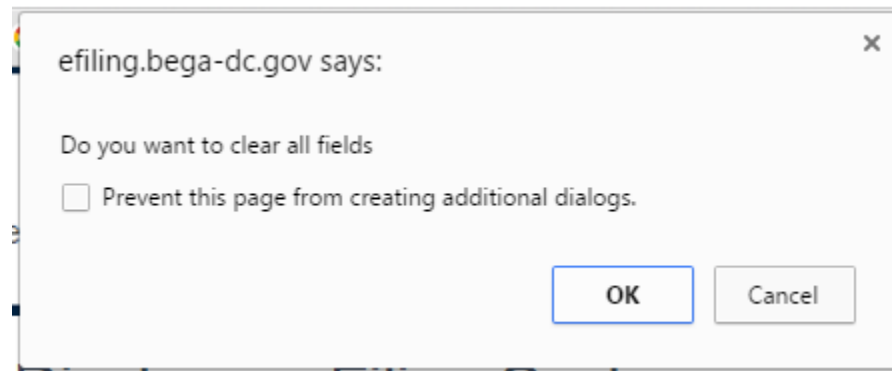 efiling.bega-dc.gov says:
Do you want to clear all fields
Prevent this page from creating additional dialogs.
OK
Cancel